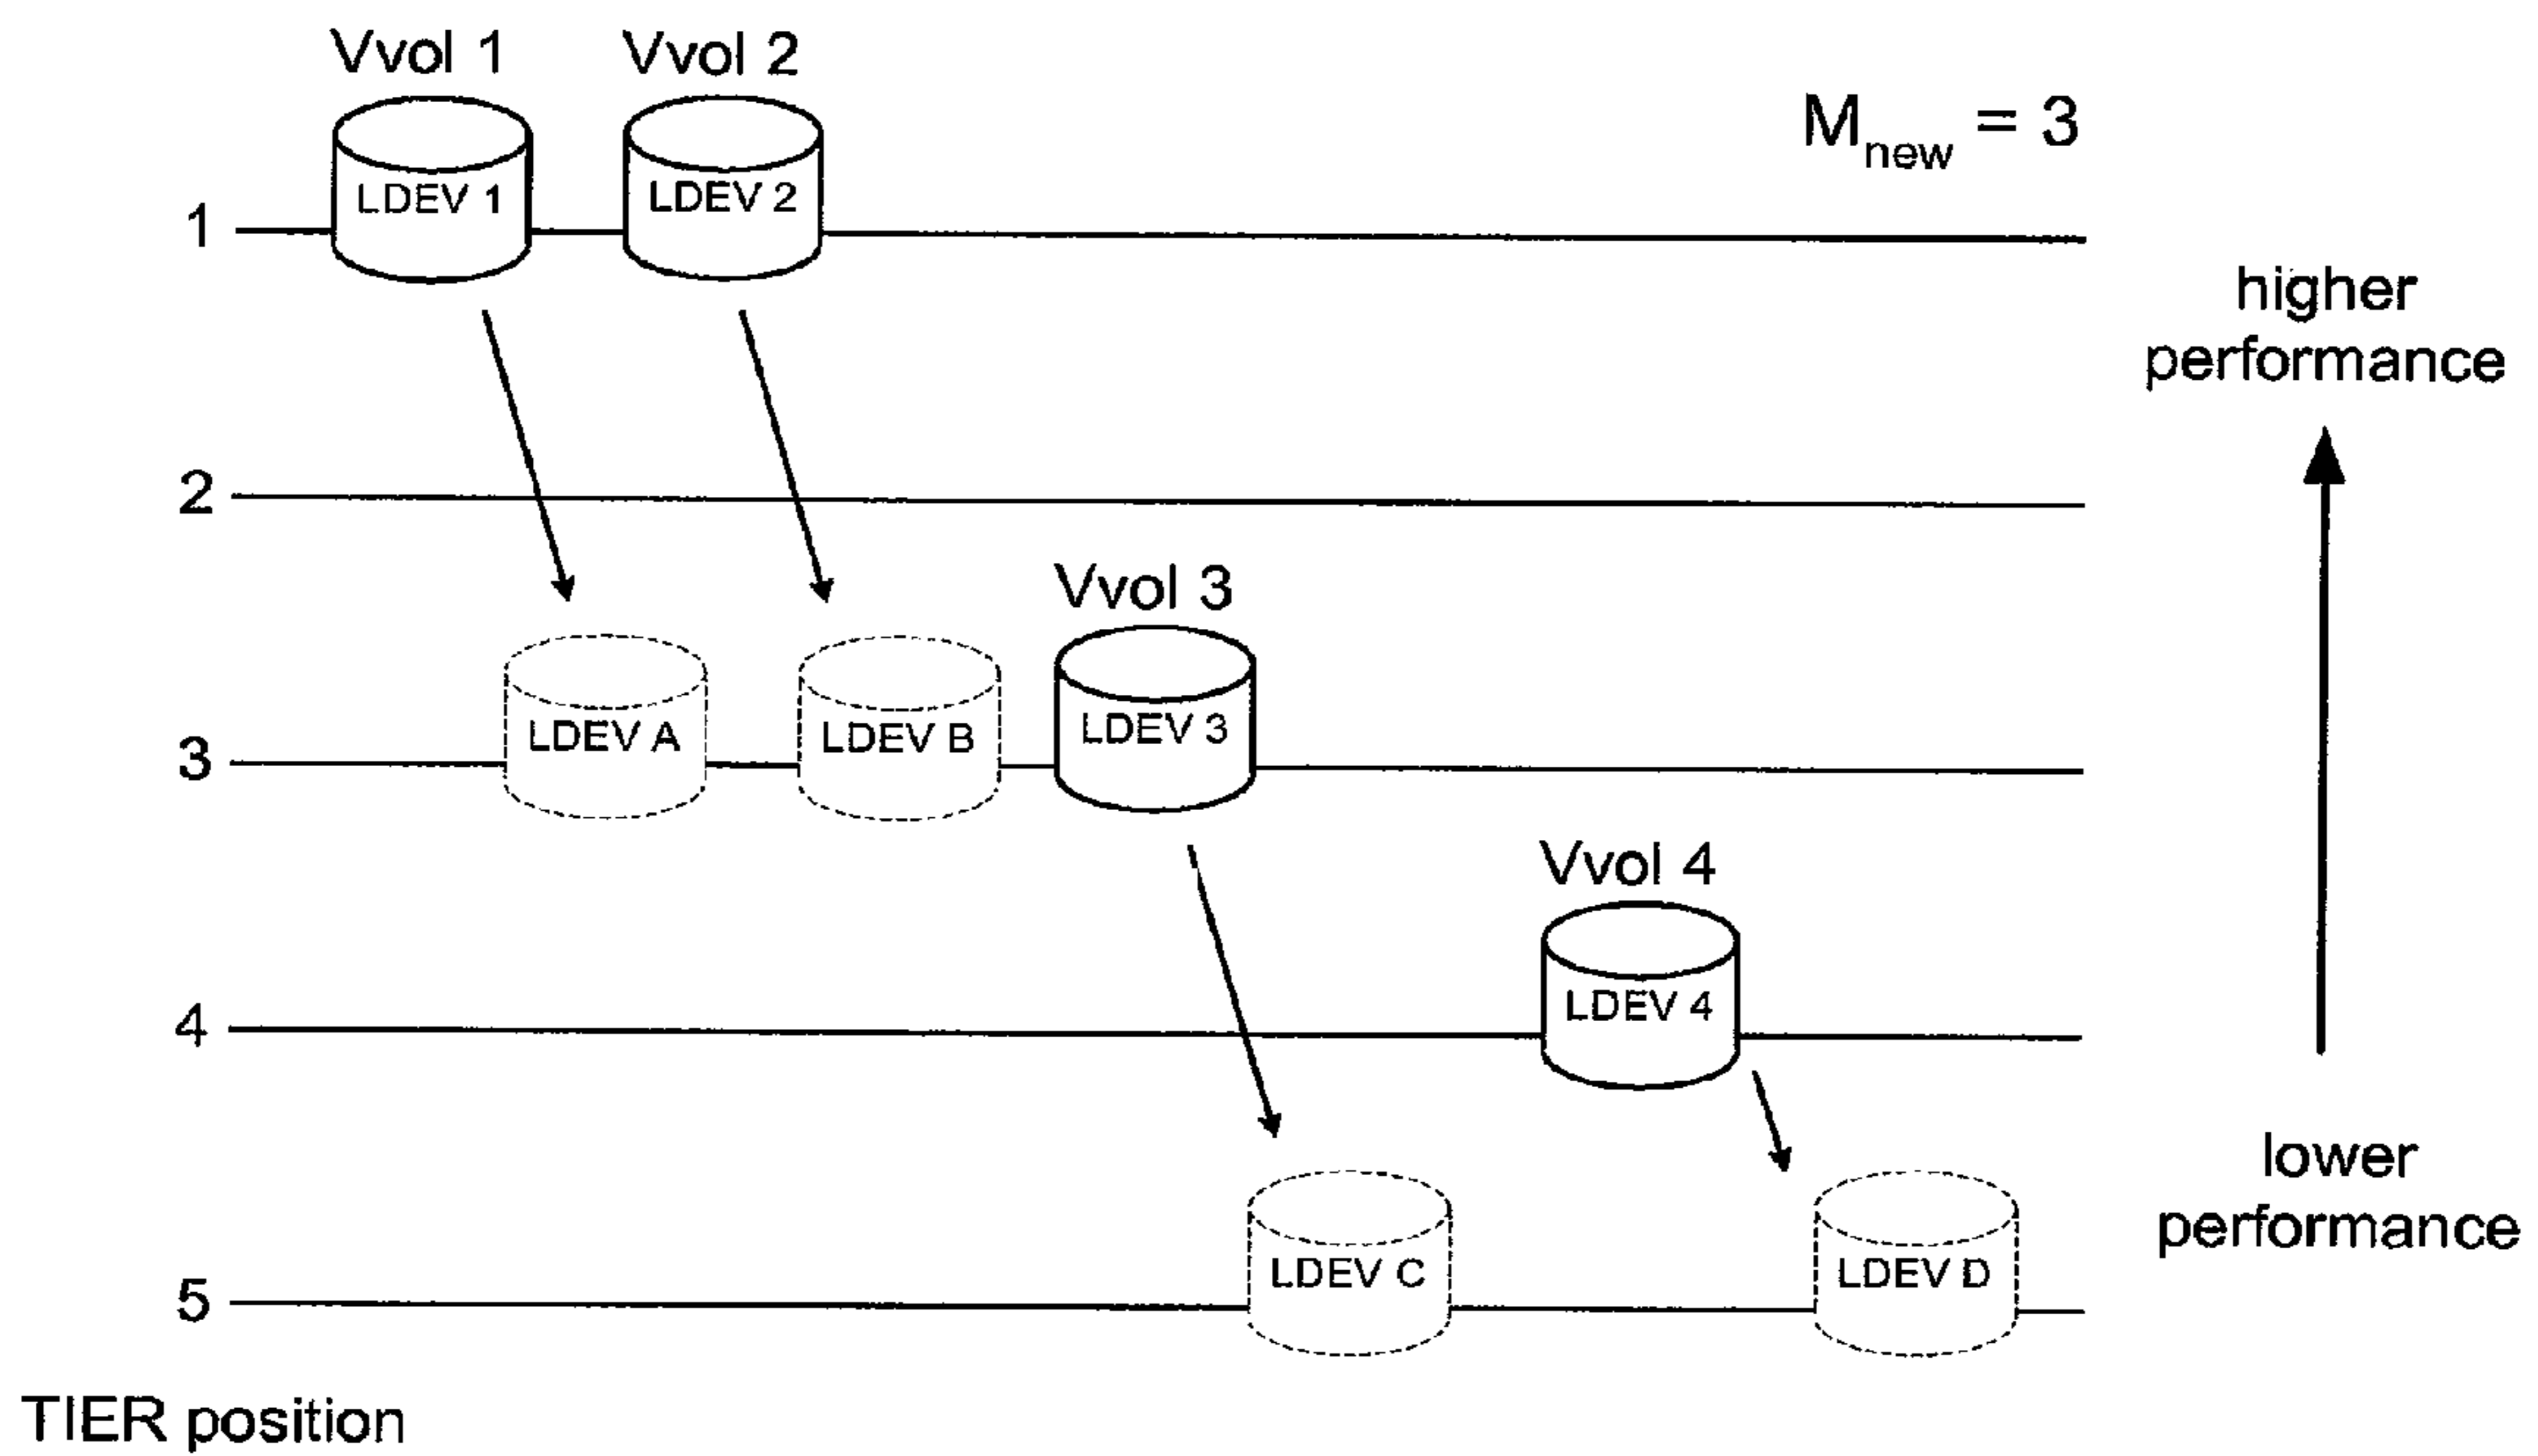 Vvol 1 Vvol 2
M_new = 3
LDEV 1 LDEV 2
1
higher
performance
2
Vvol 3
LDEV A LDEV B LDEV 3
3
Vvol 4
LDEV 4
4
lower
performance
LDEV C LDEV D
5
TIER position